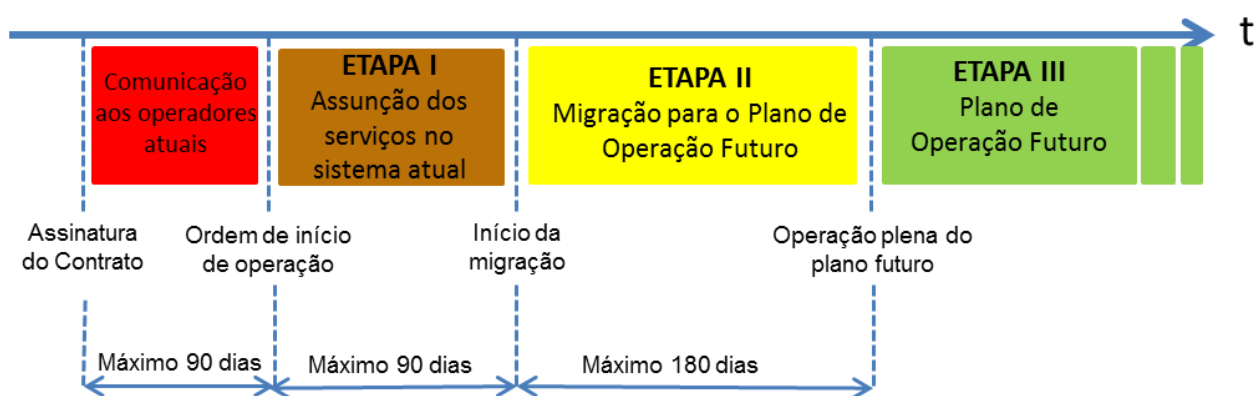 t
Comunicação
aos operadores
atuais
ETAPA I
Assunção dos
serviços no
sistema atual
ETAPA II
Migração para o Plano de
Operação Futuro
ETAPA III
Plano de
Operação Futuro
Assinatura
do Contrato
Ordem de início
de operação
Início da
migração
Operação plena do
plano futuro
Máximo 90 dias
Máximo 90 dias
Máximo 180 dias